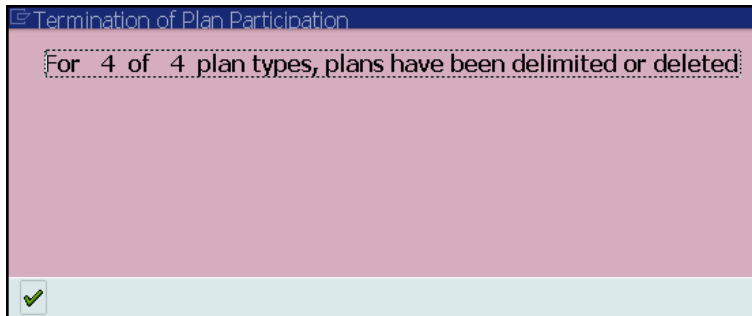 Termination of Plan Participation
For 4 of 4 plan types, plans have been delimited or deleted